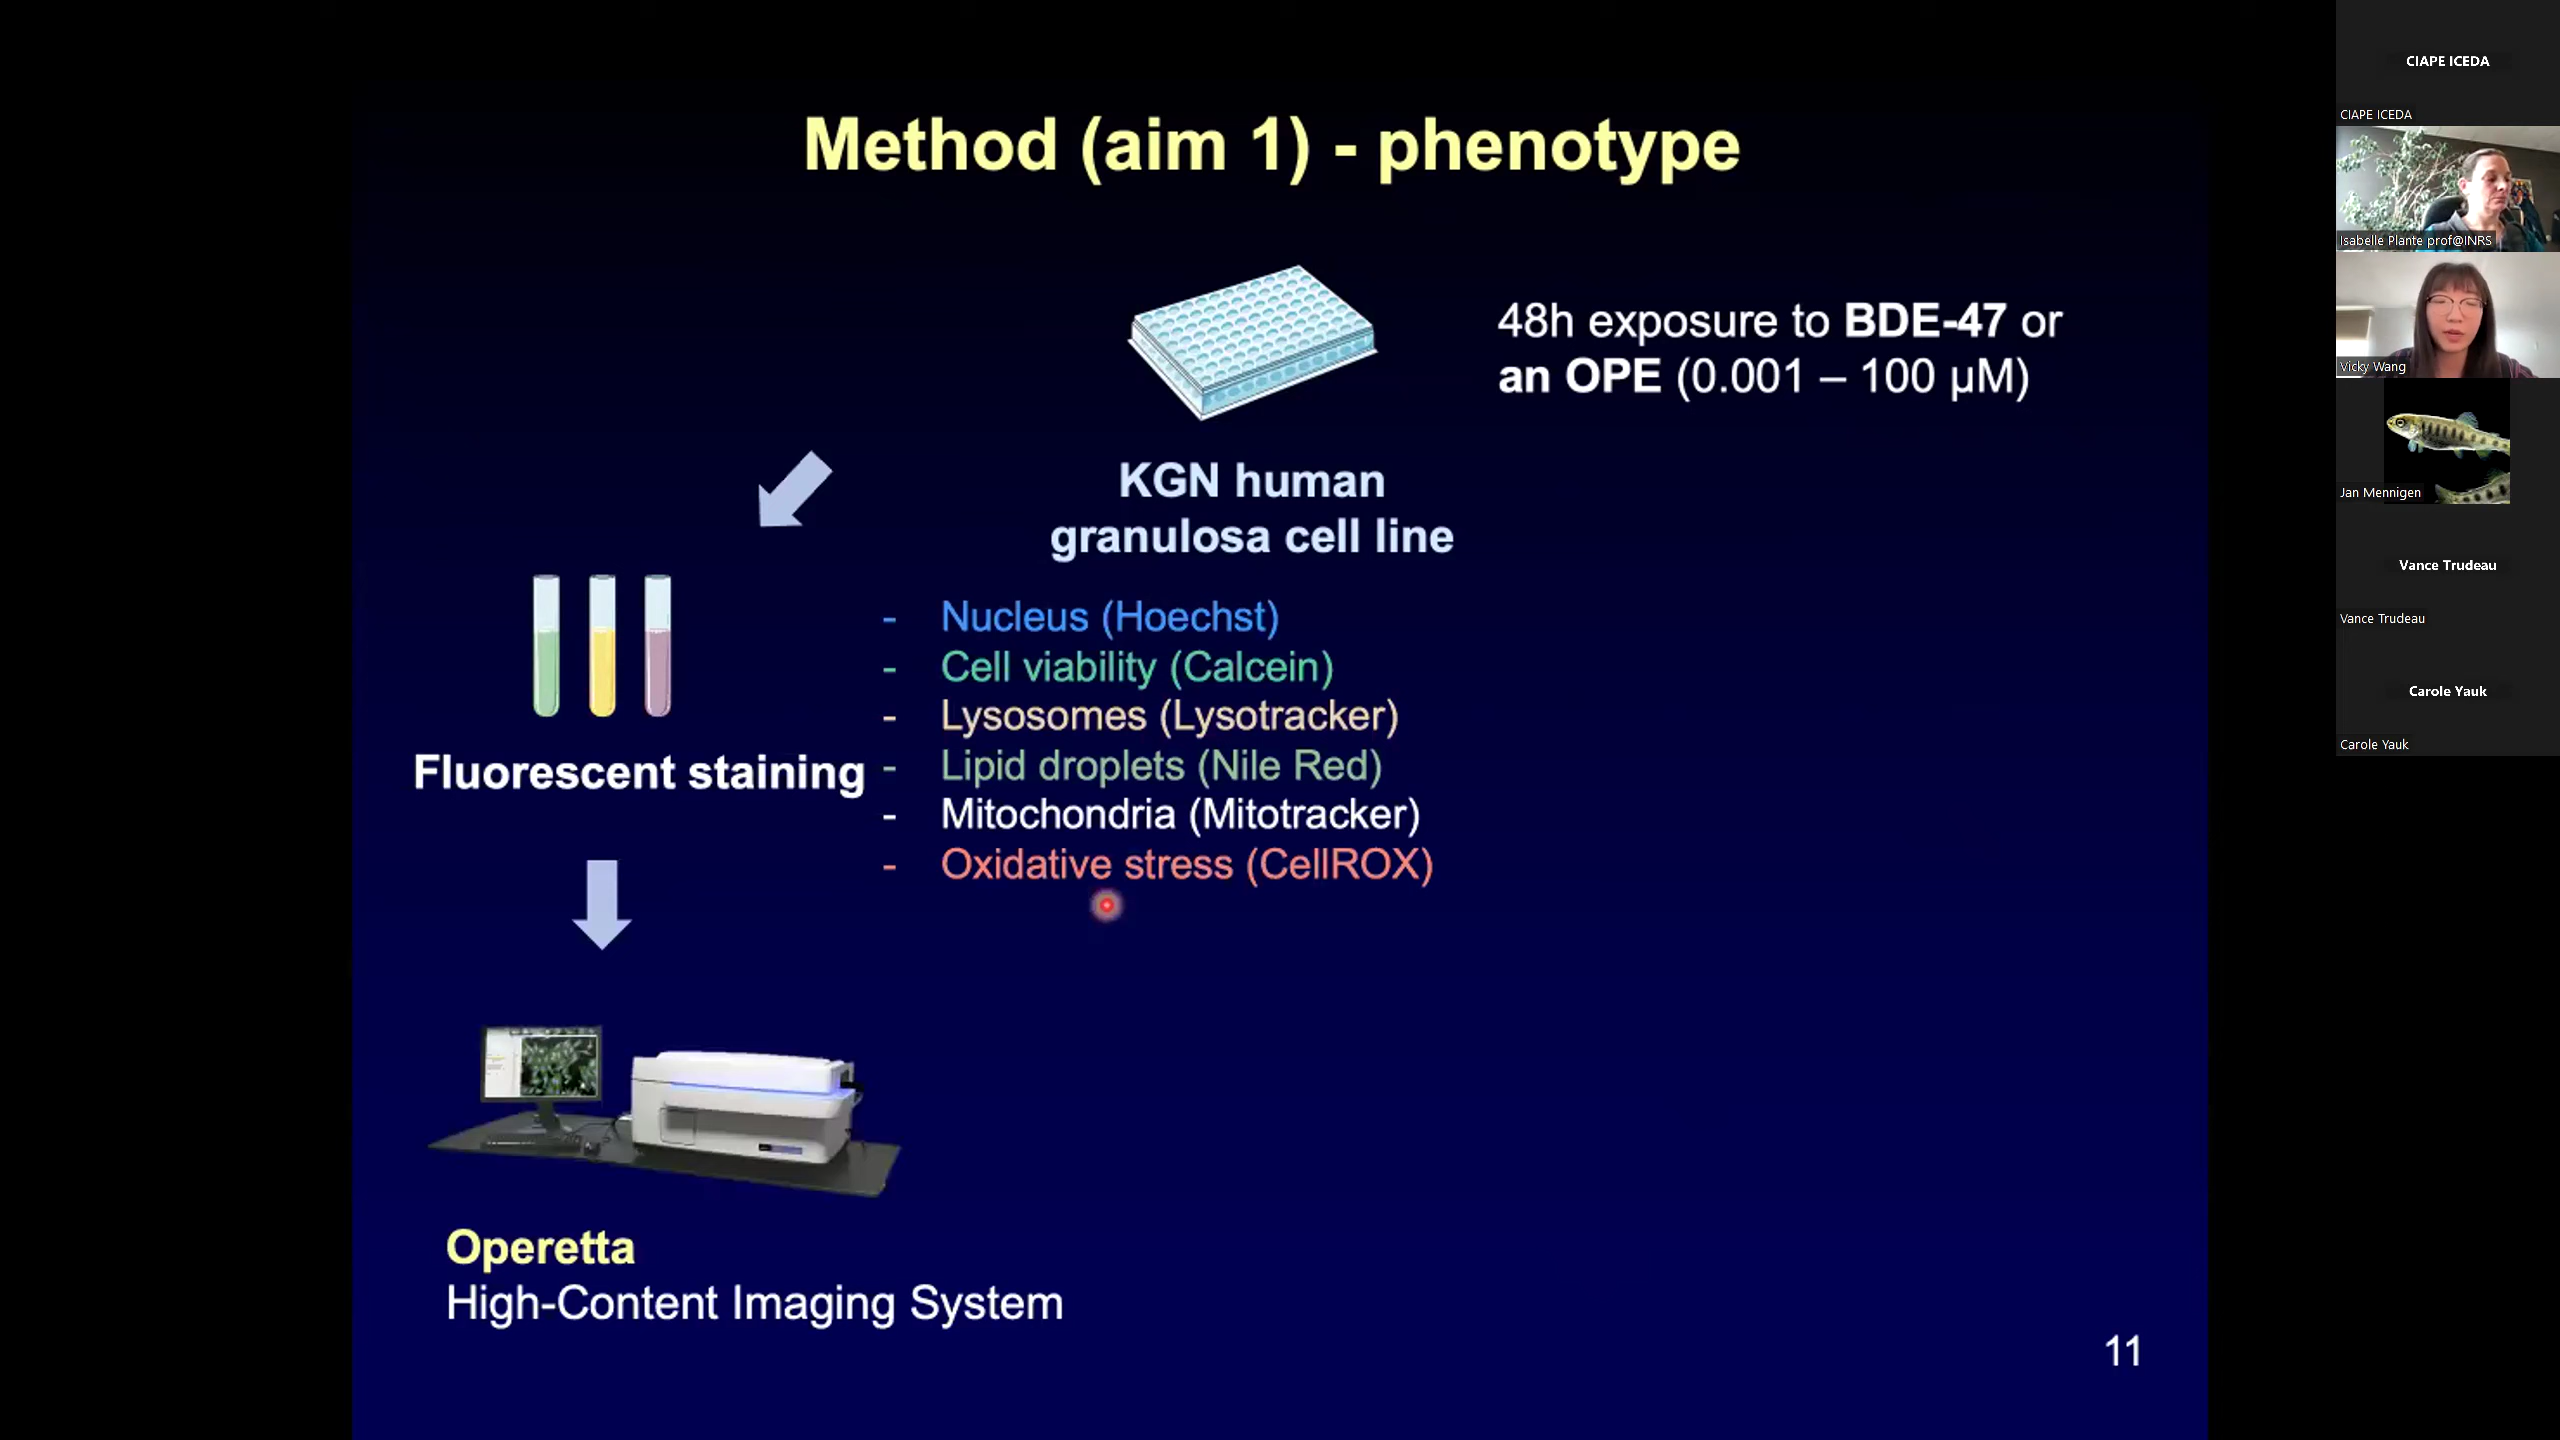 Method (aim 1) - phenotype
48h exposure to BDE-47 or
an OPE (0.001 – 100 µM)
KGN human
granulosa cell line
- Nucleus (Hoechst)
- Cell viability (Calcein)
- Lysosomes (Lysotracker)
- Lipid droplets (Nile Red)
- Mitochondria (Mitotracker)
- Oxidative stress (CellROX)
Fluorescent staining
Operetta
High-Content Imaging System
11
CIAPE ICEDA
CIAPE ICEDA
Isabelle Plante prof@INRS
Vicky Wang
Jan Mennigen
Vance Trudeau
Vance Trudeau
Carole Yauk
Carole Yauk